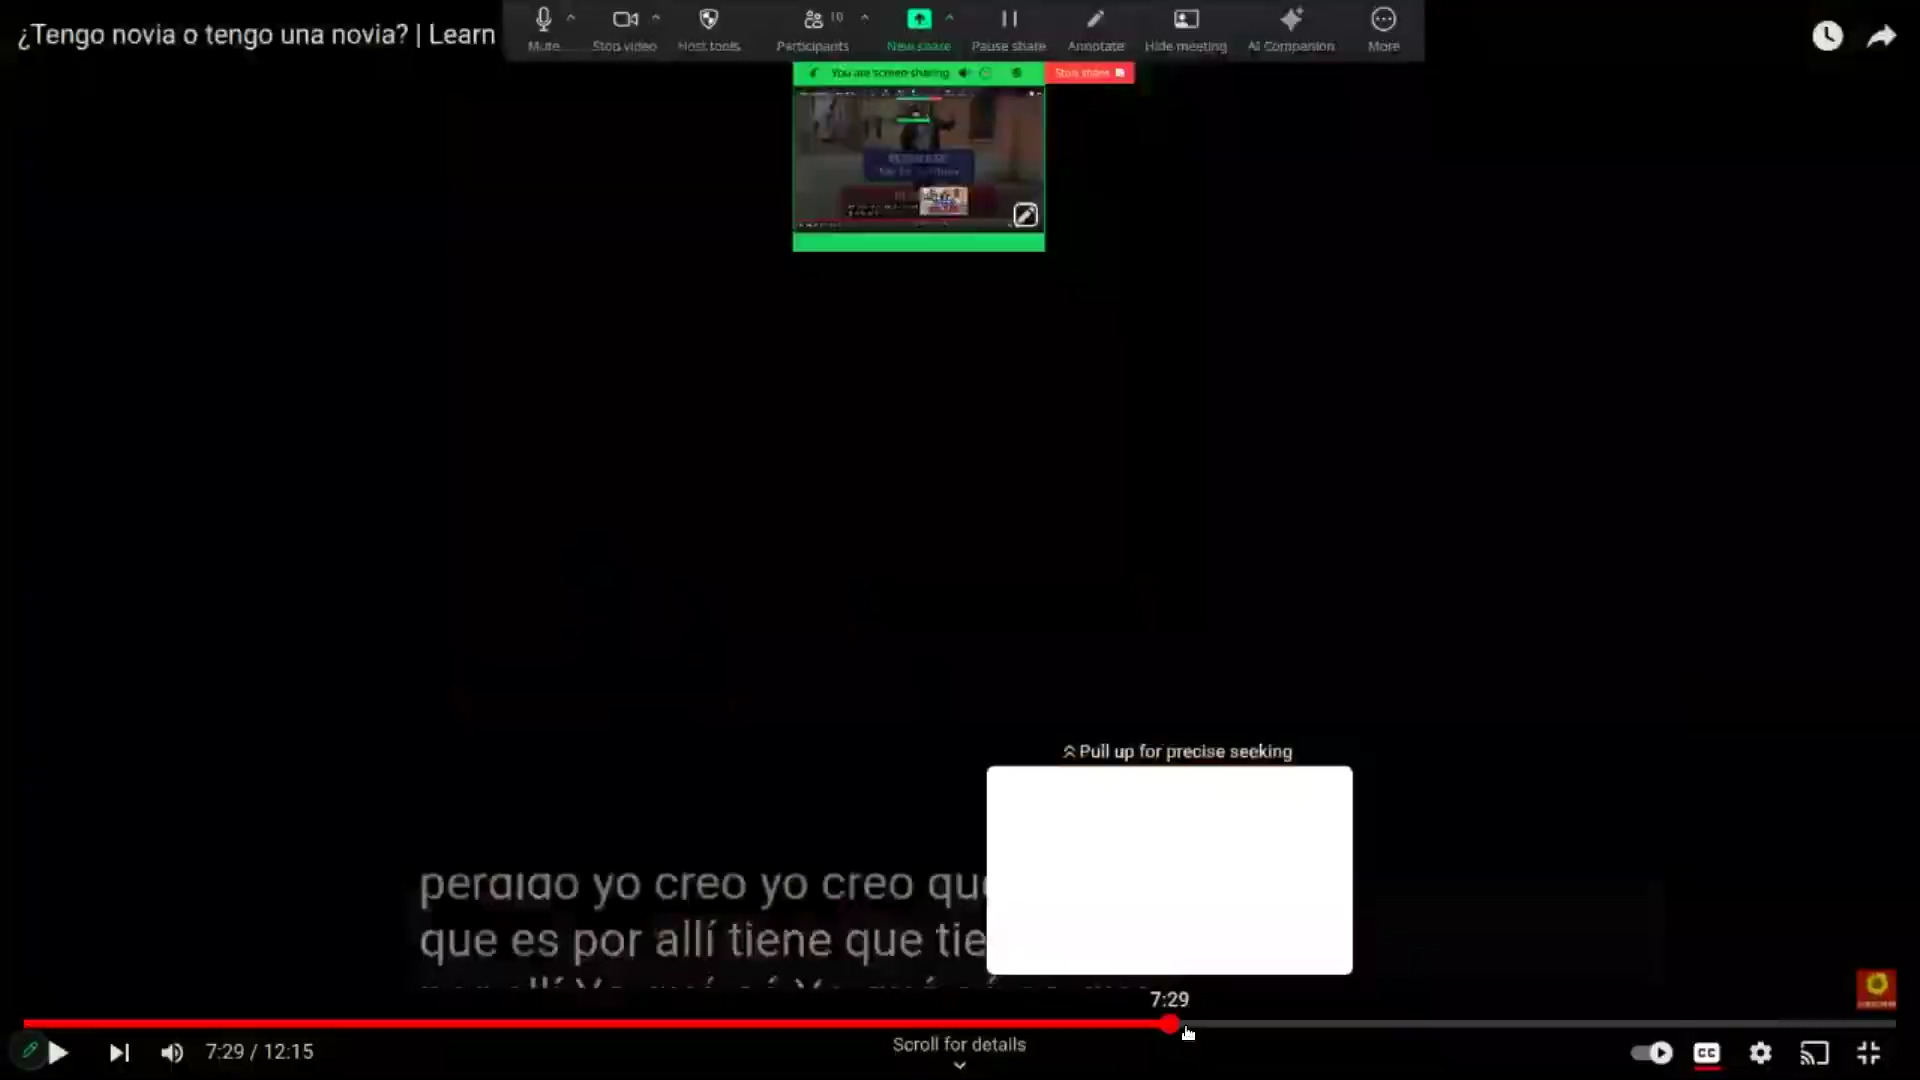 ¿Tengo novia o tengo una novia? | Learn
Mute
Stop video
Host tools
Participants 10
New share
Pause share
Annotate
Hide meeting
AI Companion
More
You are screen sharing
Stop share
Pull up for precise seeking
perdido yo creo yo creo que
que es por allí tiene que tie
7:29
7:29 / 12:15
Scroll for details
CC